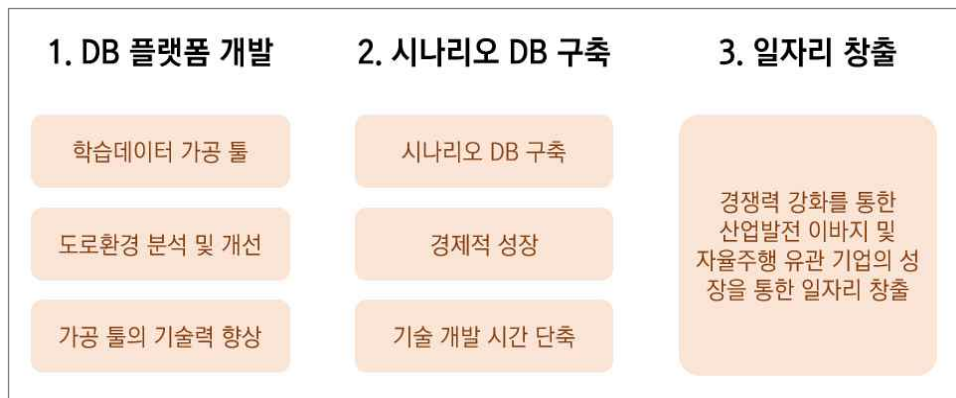 1. DB 플랫폼 개발
학습데이터 가공 툴
도로환경 분석 및 개선
가공 툴의 기술력 향상
2. 시나리오 DB 구축
시나리오 DB 구축
경제적 성장
기술 개발 시간 단축
3. 일자리 창출
경쟁력 강화를 통한
산업발전 이바지 및
자율주행 유관 기업의 성
장을 통한 일자리 창출